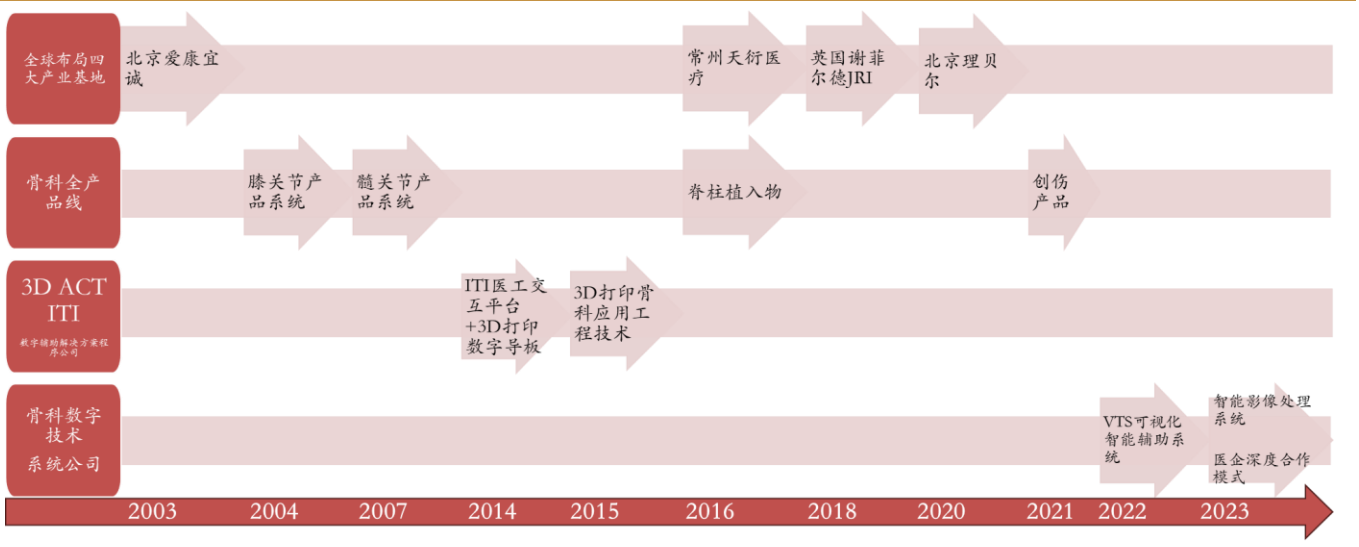 全球布局四
大产业基地
北京爱康宜
诚
常州天衍医
疗
英国谢菲
尔德JRI
北京理贝
尔
骨科全产
品线
膝关节产
品系统
髓关节产
品系统
脊柱植入物
创伤
产品
3D ACT
ITI
数字辅助解决方案程
序公司
ITI医工交
互平台
+3D打印
数字导板
3D打印骨
科应用工
程技术
骨科数字
技术
系统公司
VTS可视化
智能辅助系
统
智能影像处理
系统
医企深度合作
模式
2003
2004
2007
2014
2015
2016
2018
2020
2021
2022
2023